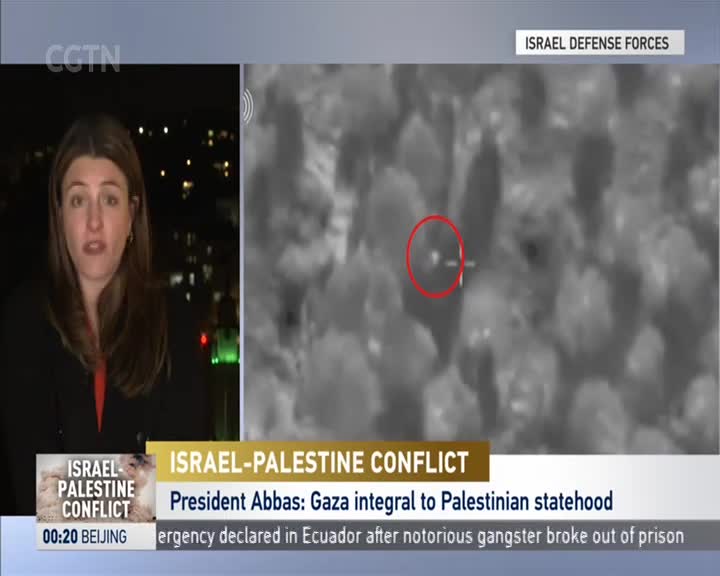 CGTN
ISRAEL DEFENSE FORCES
ISRAEL-
PALESTINE
CONFLICT
ISRAEL-PALESTINE CONFLICT
President Abbas: Gaza integral to Palestinian statehood
00:20 BEIJING
ergency declared in Ecuador after notorious gangster broke out of prison